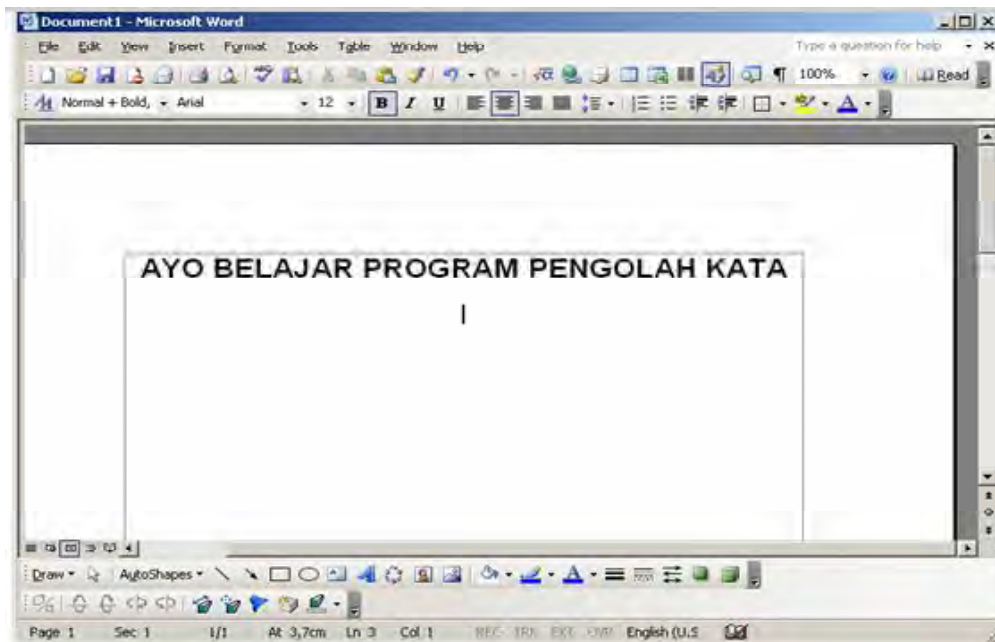 Document1 - Microsoft Word
File Edit View Insert Format Tools Table Window Help Type a question for help
100% Read
Normal + Bold, Arial 12 B I U A
AYO BELAJAR PROGRAM PENGOLAH KATA
Draw AutoShapes A
Page 1 Sec 1 1/1 At 3,7cm Ln 3 Col 1 REC TRK EXT OVR English (U.S